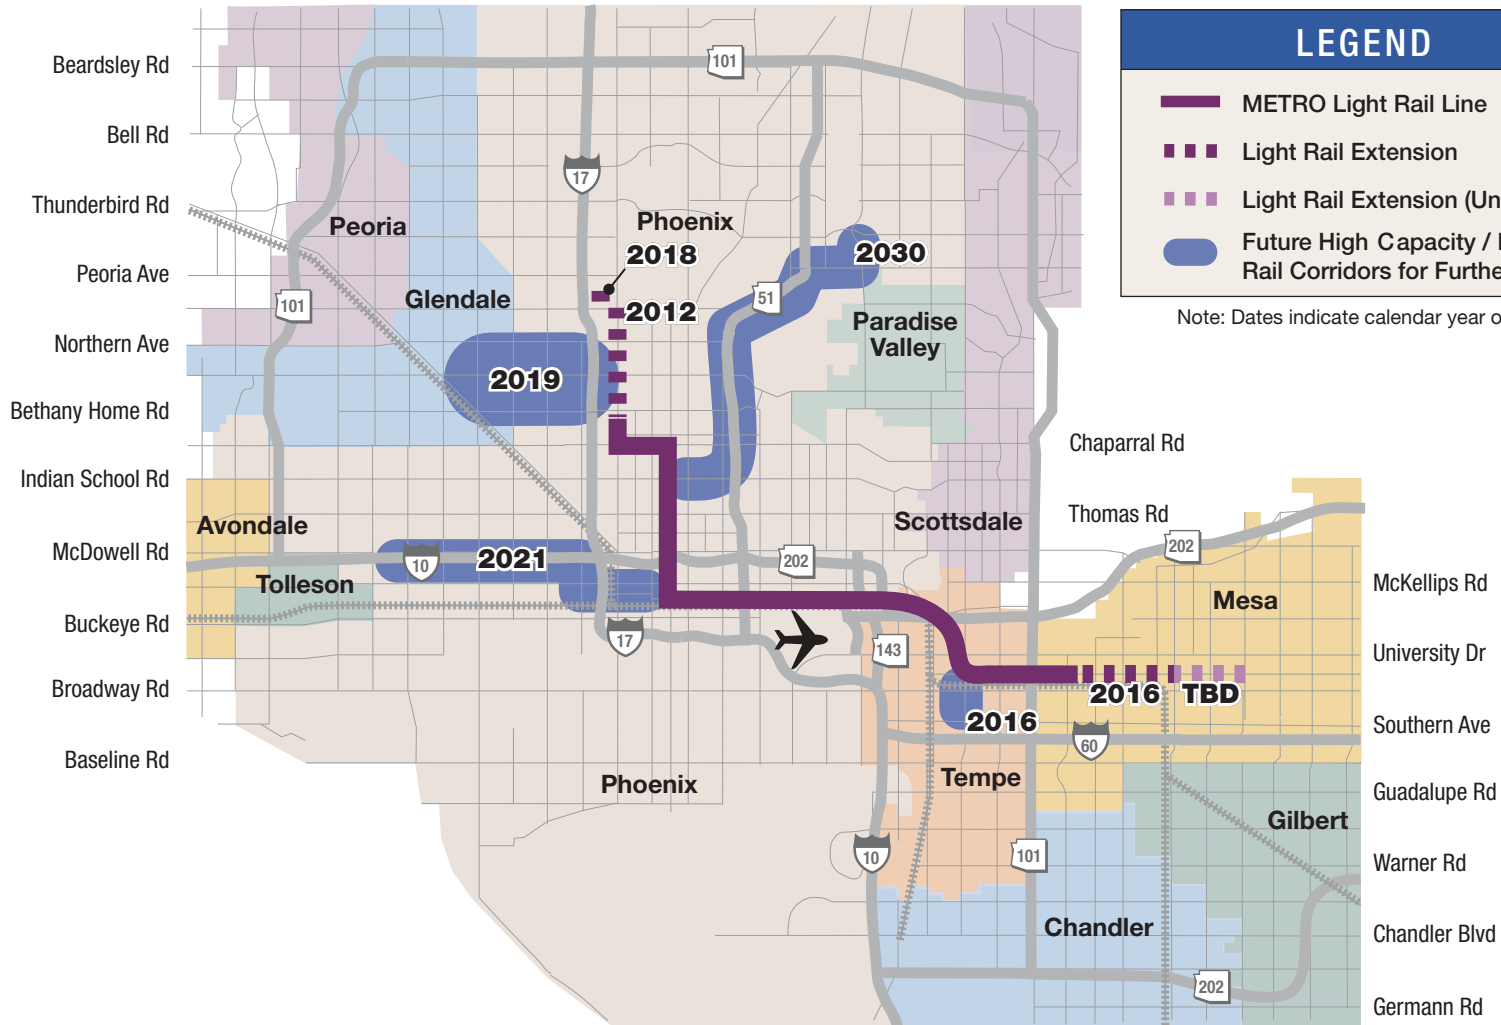 LEGEND
METRO Light Rail Line
Light Rail Extension
Light Rail Extension
Future High Capacity /
Rail Corridors for
Note: Dates indicate calendar year
Beardsley Rd
Bell Rd
Thunderbird Rd
Peoria Ave
Northern Ave
Bethany Home Rd
Indian School Rd
McDowell Rd
Buckeye Rd
Broadway Rd
Baseline Rd
101
17
Peoria
Phoenix
2018
2030
Glendale
101
51
2012
Paradise
Valley
2019
Chaparral Rd
Thomas Rd
Avondale
Scottsdale
202
10
2021
202
Tolleson
McKellips Rd
Mesa
17
143
University Dr
2016
TBD
2016
Southern Ave
60
Phoenix
Tempe
Guadalupe Rd
Gilbert
10
101
Warner Rd
Chandler
Chandler Blvd
202
Germann Rd